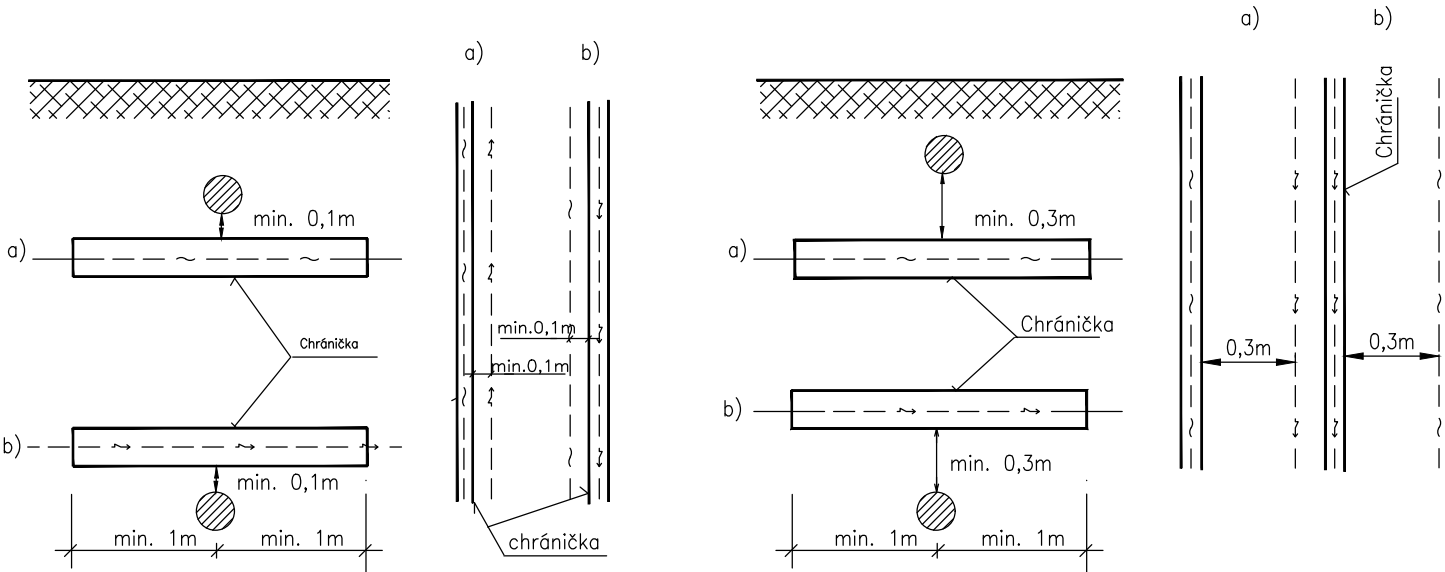 a)
b)
min. 0,1m
a)
Chránička
min.0,1m
min.0,1m
b)
min. 0,1m
min. 1m
min. 1m
chránička
a)
b)
Chránička
min. 0,3m
a)
Chránička
0,3m
0,3m
b)
min. 0,3m
min. 1m
min. 1m